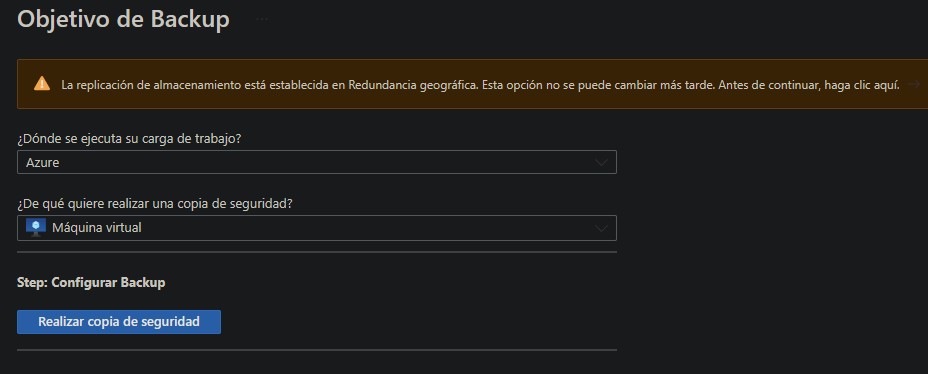 Objetivo de Backup
La replicación de almacenamiento está establecida en Redundancia geográfica. Esta opción no se puede cambiar más tarde. Antes de continuar, haga clic aquí.
¿Dónde se ejecuta su carga de trabajo?
Azure
¿De qué quiere realizar una copia de seguridad?
Máquina virtual
Step: Configurar Backup
Realizar copia de seguridad